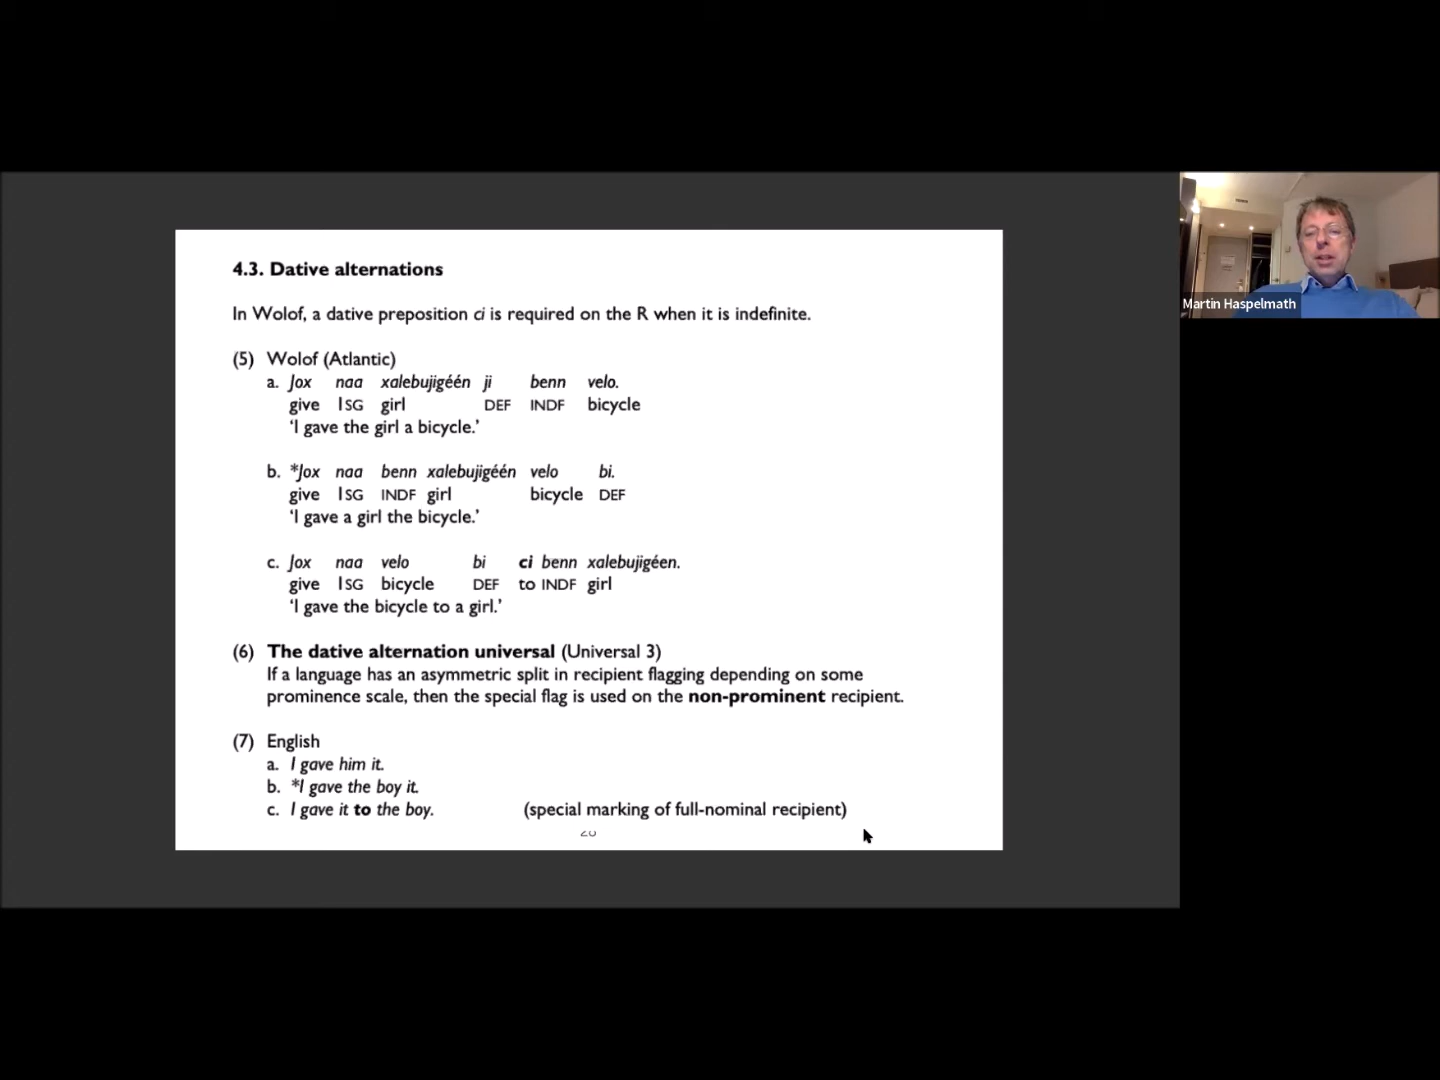 4.3. Dative alternations
In Wolof, a dative preposition ci is required on the R when it is indefinite.
(5) Wolof (Atlantic)
a. Jox naa xalebujigéén ji benn velo.
give 1SG girl DEF INDF bicycle
‘I gave the girl a bicycle.’
b. *Jox naa benn xalebujigéén velo bi.
give 1SG INDF girl bicycle DEF
‘I gave a girl the bicycle.’
c. Jox naa velo bi ci benn xalebujigéen.
give 1SG bicycle DEF to INDF girl
‘I gave the bicycle to a girl.’
(6) The dative alternation universal (Universal 3)
If a language has an asymmetric split in recipient flagging depending on some
prominence scale, then the special flag is used on the non-prominent recipient.
(7) English
a. I gave him it.
b. *I gave the boy it.
c. I gave it to the boy. (special marking of full-nominal recipient)
Martin Haspelmath